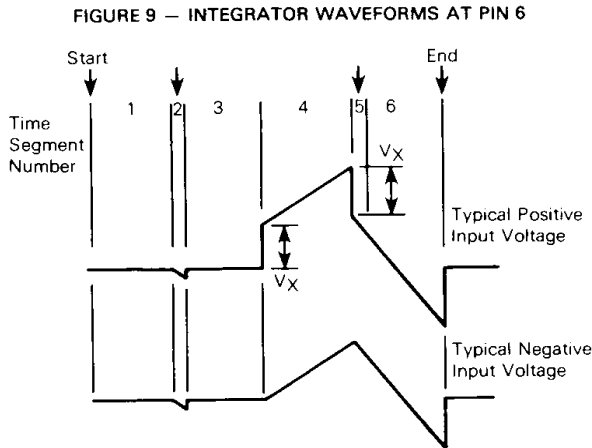 FIGURE 9 — INTEGRATOR WAVEFORMS AT PIN 6
Start
End
Time
Segment
Number
1
2
3
4
5
6
VX
VX
Typical Positive
Input Voltage
Typical Negative
Input Voltage